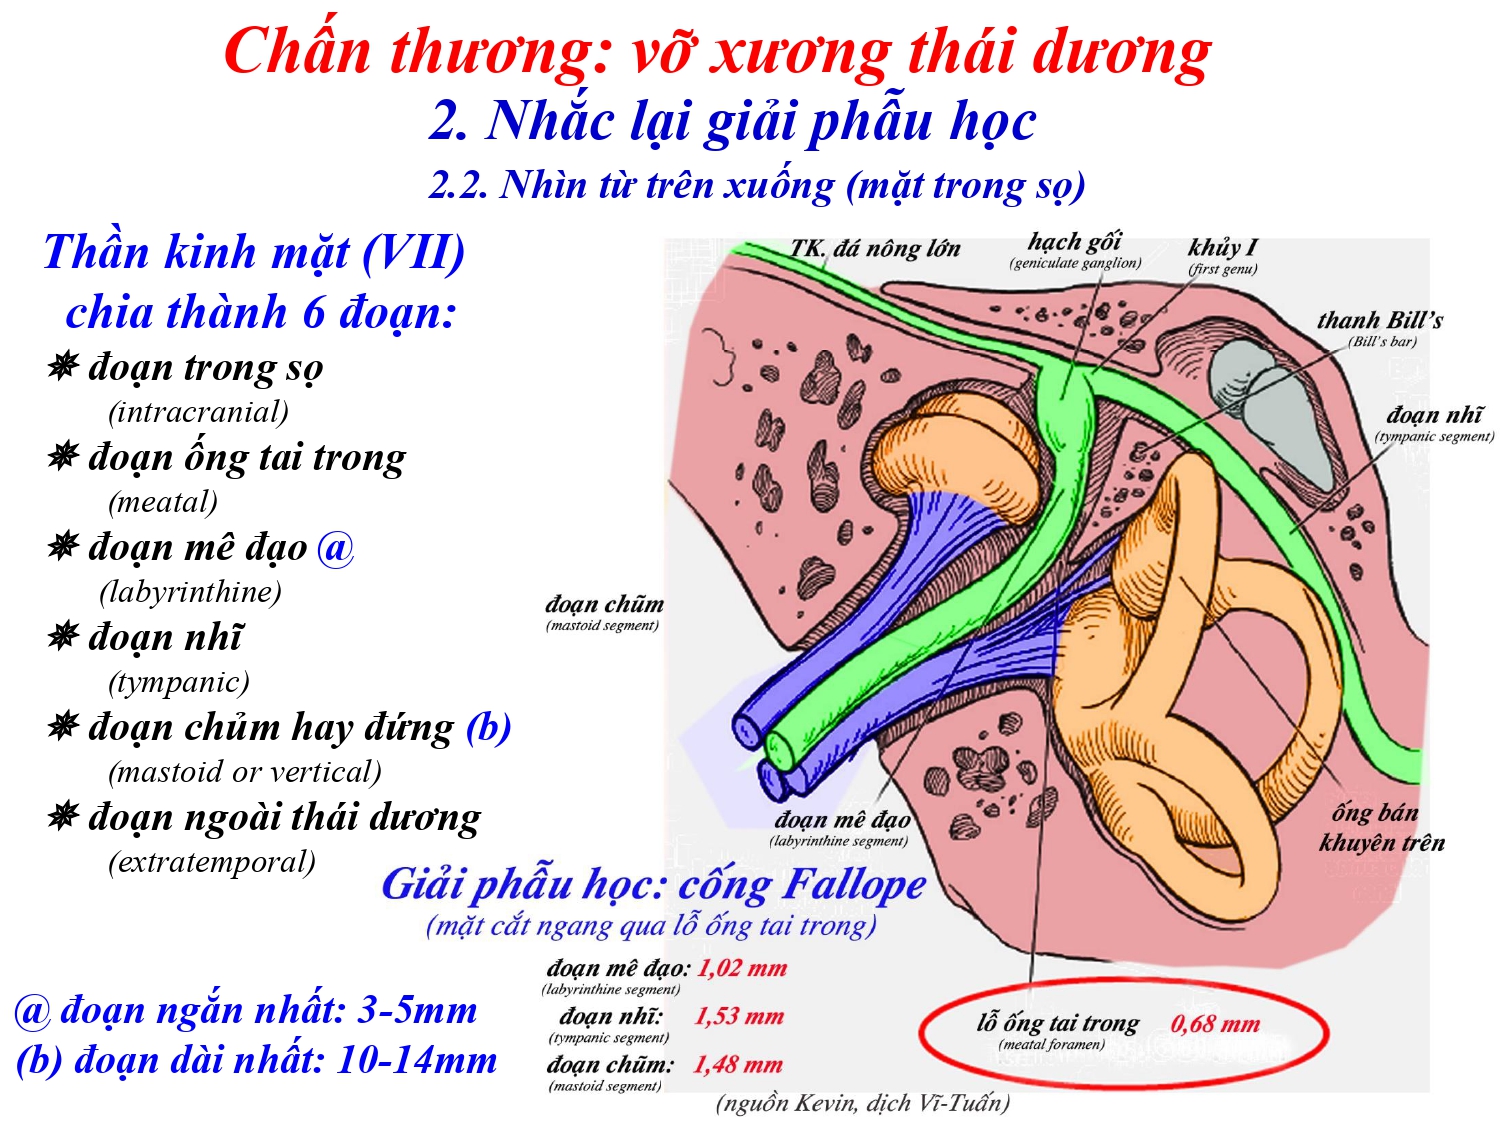 Chấn thương: vỡ xương thái dương
2. Nhắc lại giải phẫu học
2.2. Nhìn từ trên xuống (mặt trong sọ)
Thần kinh mặt (VII)
chia thành 6 đoạn:
✵ đoạn trong sọ
(intracranial)
✵ đoạn ống tai trong
(meatal)
✵ đoạn mê đạo @
(labyrinthine)
✵ đoạn nhĩ
(tympanic)
✵ đoạn chủm hay đứng (b)
(mastoid or vertical)
✵ đoạn ngoài thái dương
(extratemporal)
@ đoạn ngắn nhất: 3-5mm
(b) đoạn dài nhất: 10-14mm
TK. đá nông lớn
hạch gối
(geniculate ganglion)
khủy I
(first genu)
thanh Bill's
(Bill's bar)
đoạn nhĩ
(tympanic segment)
đoạn chũm
(mastoid segment)
đoạn mê đạo
(labyrinthine segment)
ống bán
khuyên trên
Giải phẫu học: cống Fallope
(mặt cắt ngang qua lỗ ống tai trong)
đoạn mê đạo: 1,02 mm
(labyrinthine segment)
đoạn nhĩ: 1,53 mm
(tympanic segment)
đoạn chũm: 1,48 mm
(mastoid segment)
lỗ ống tai trong 0,68 mm
(meatal foramen)
(nguồn Kevin, dịch Vĩ-Tuấn)